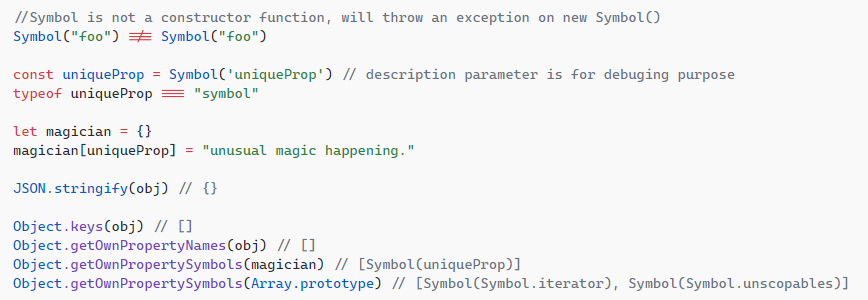 //Symbol is not a constructor function, will throw an exception on new Symbol()
Symbol("foo") !== Symbol("foo")
const uniqueProp = Symbol('uniqueProp') // description parameter is for debuging purpose
typeof uniqueProp === "symbol"
let magician = {}
magician[uniqueProp] = "unusual magic happening."
JSON.stringify(obj) // {}
Object.keys(obj) // []
Object.getOwnPropertyNames(obj) // []
Object.getOwnPropertySymbols(magician) // [Symbol(uniqueProp)]
Object.getOwnPropertySymbols(Array.prototype) // [Symbol(Symbol.iterator), Symbol(Symbol.unscopables)]